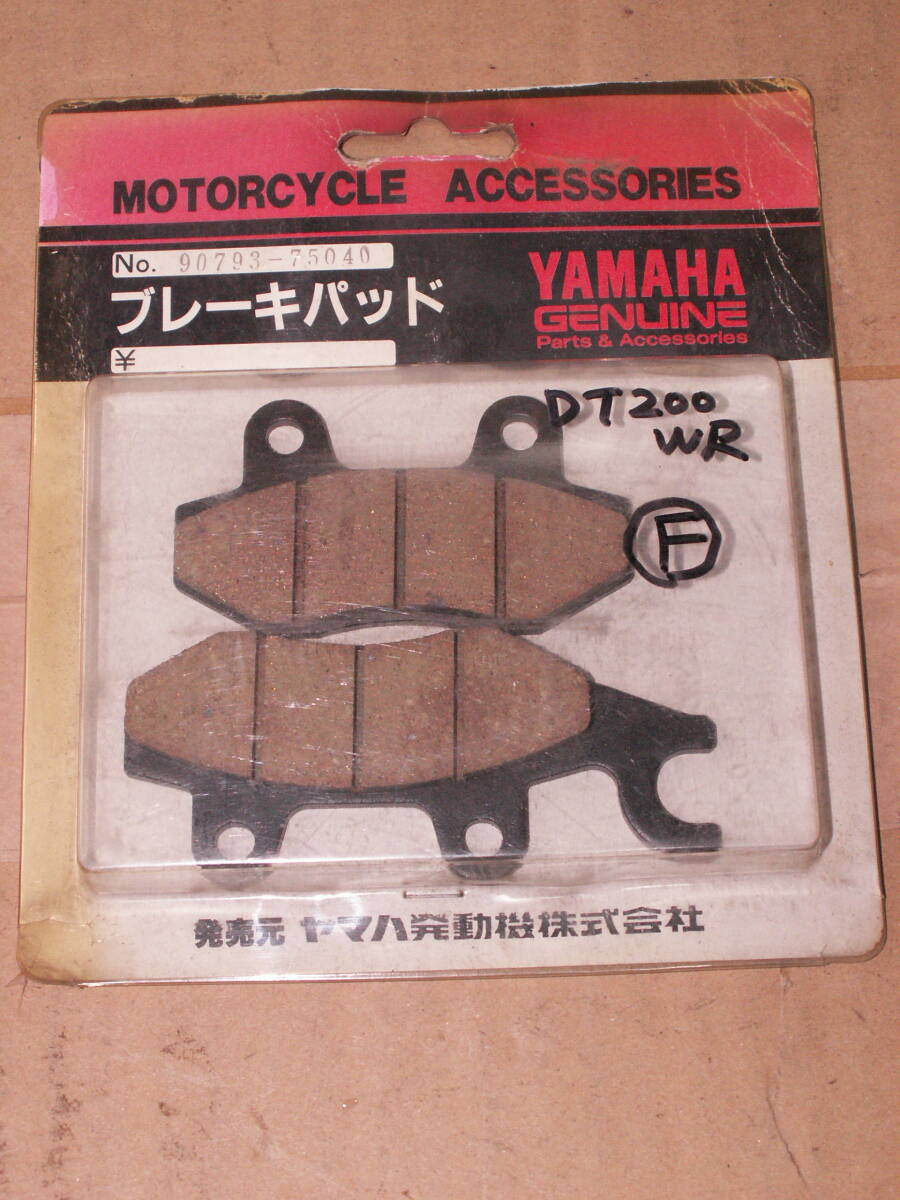 MOTORCYCLE ACCESSORIES
No. 90793-75040
ブレーキパッド
¥
YAMAHA
GENUINE
Parts & Accessories
DT200
WR
F
発売元 ヤマハ発動機株式会社